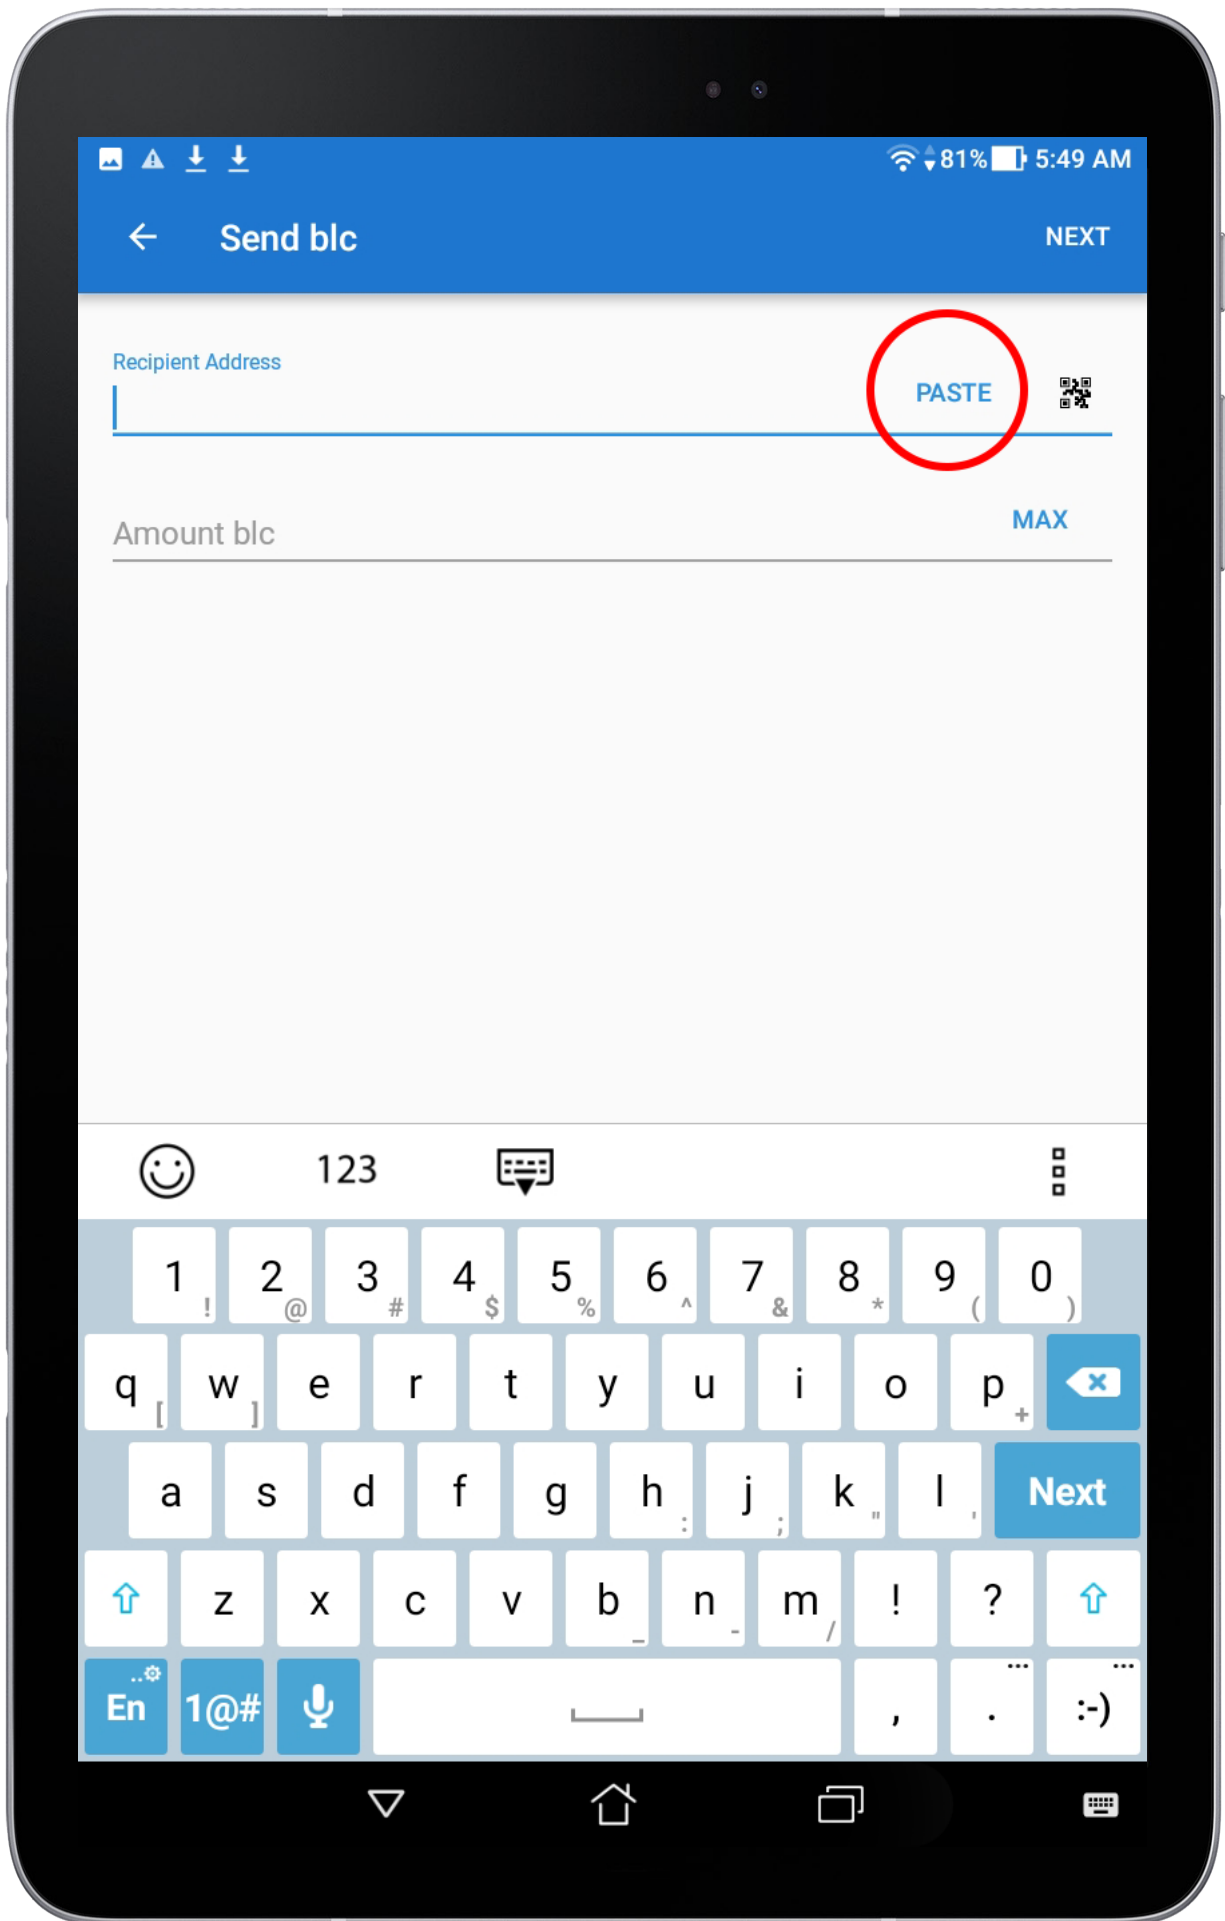 81% 5:49 AM
Send blc NEXT
Recipient Address
PASTE
Amount blc MAX
123
1 ! 2 @ 3 # 4 $ 5 % 6 ^ 7 & 8 * 9 ( 0 )
q [ w ] e r t y u i o p +
a s d f g h : j ; k " l ' Next
z x c v b _ n - m / ! ?
En 1@# , . :-)